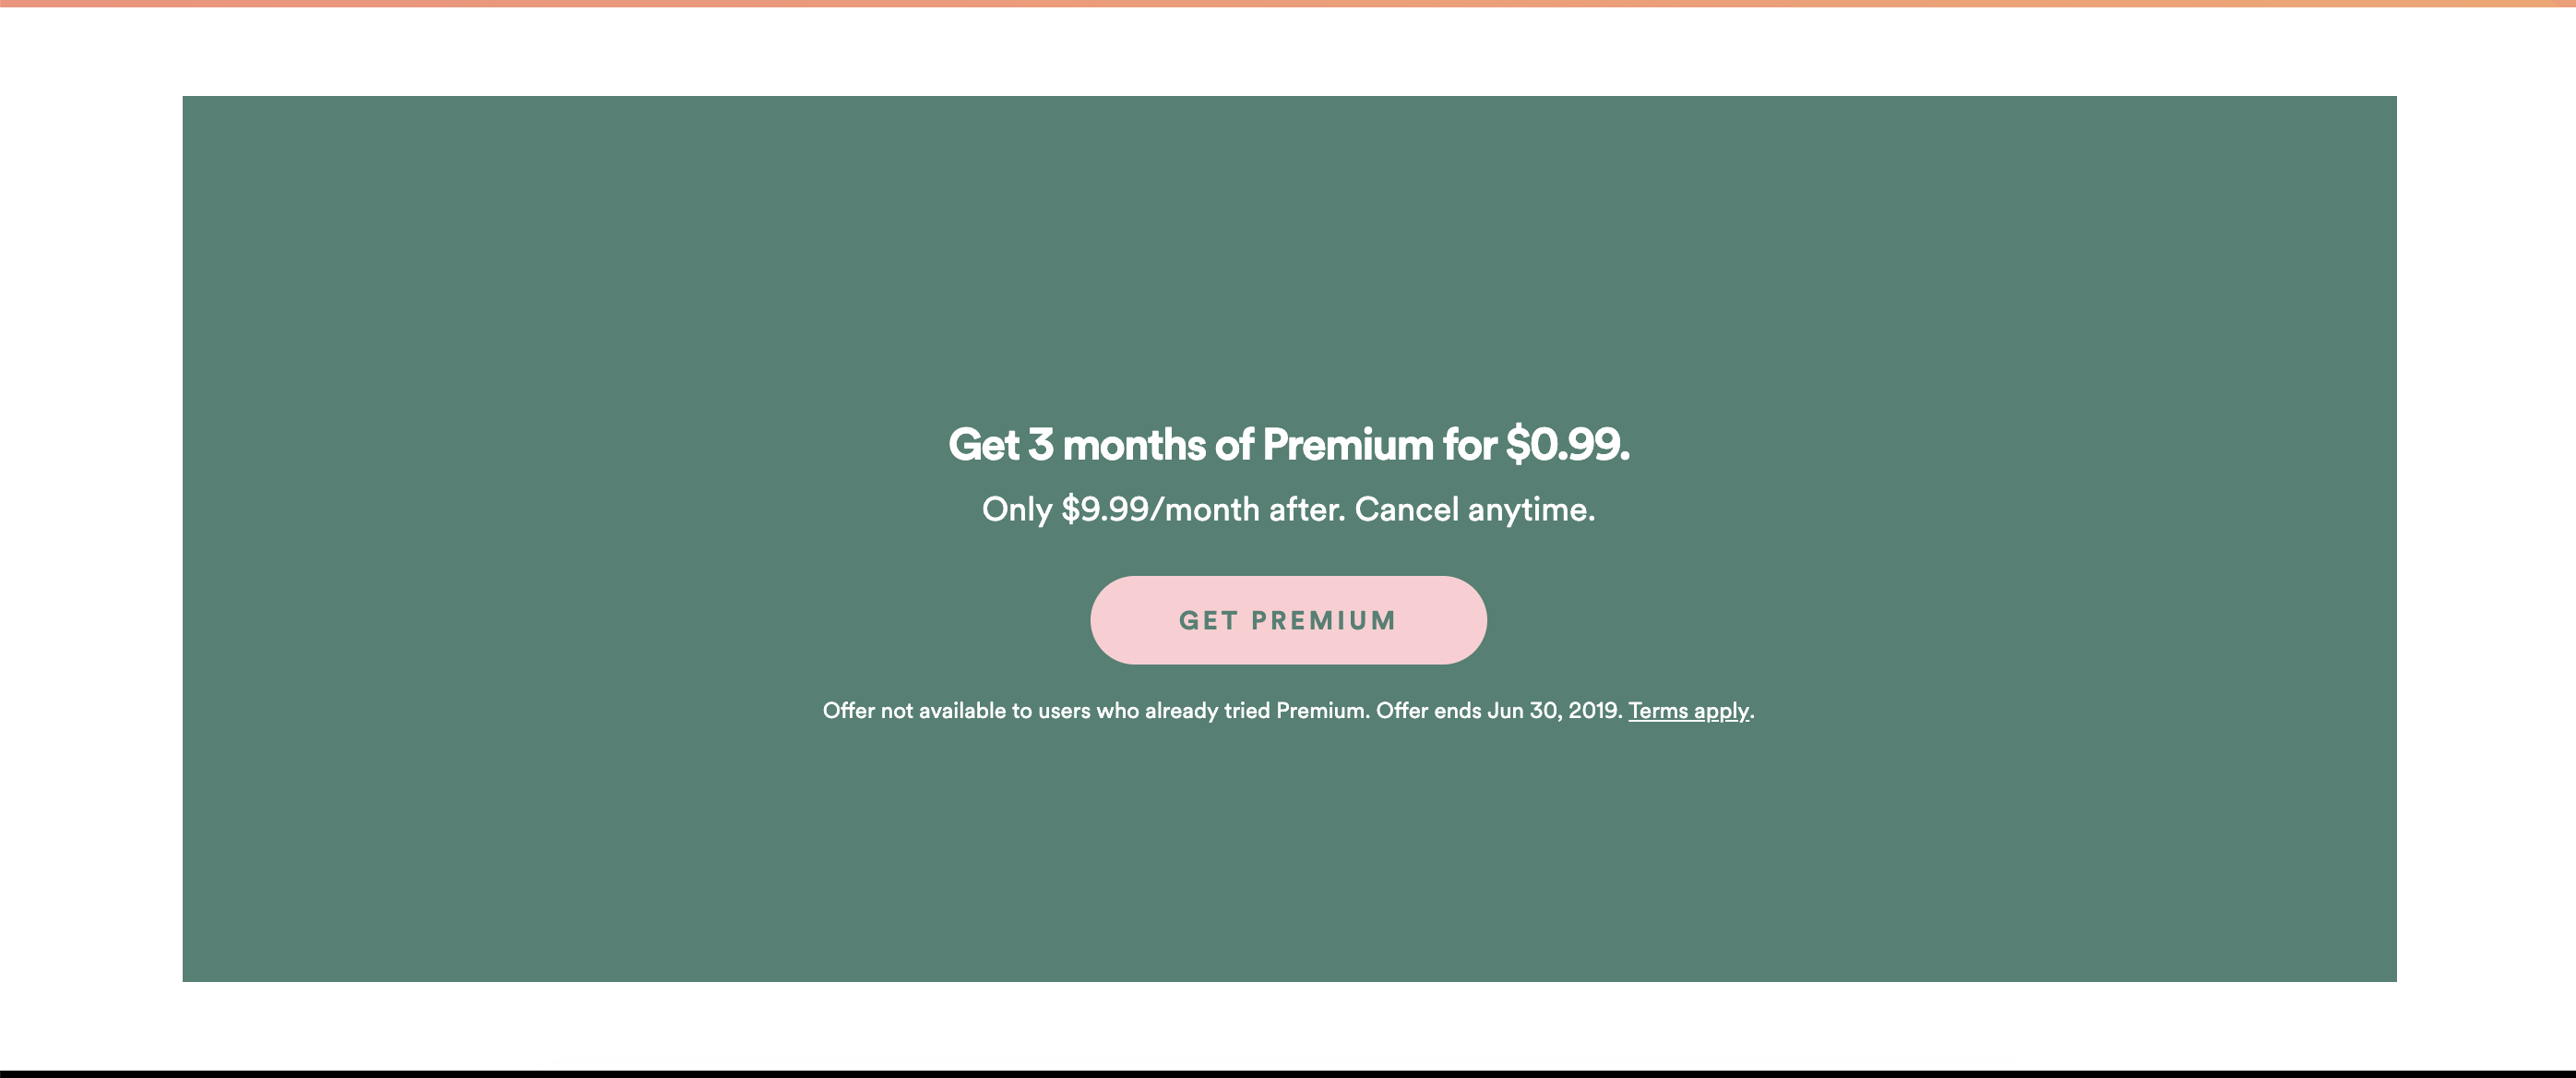 Get 3 months of Premium for $0.99.
Only $9.99/month after. Cancel anytime.
GET PREMIUM
Offer not available to users who already tried Premium. Offer ends Jun 30, 2019. Terms apply.